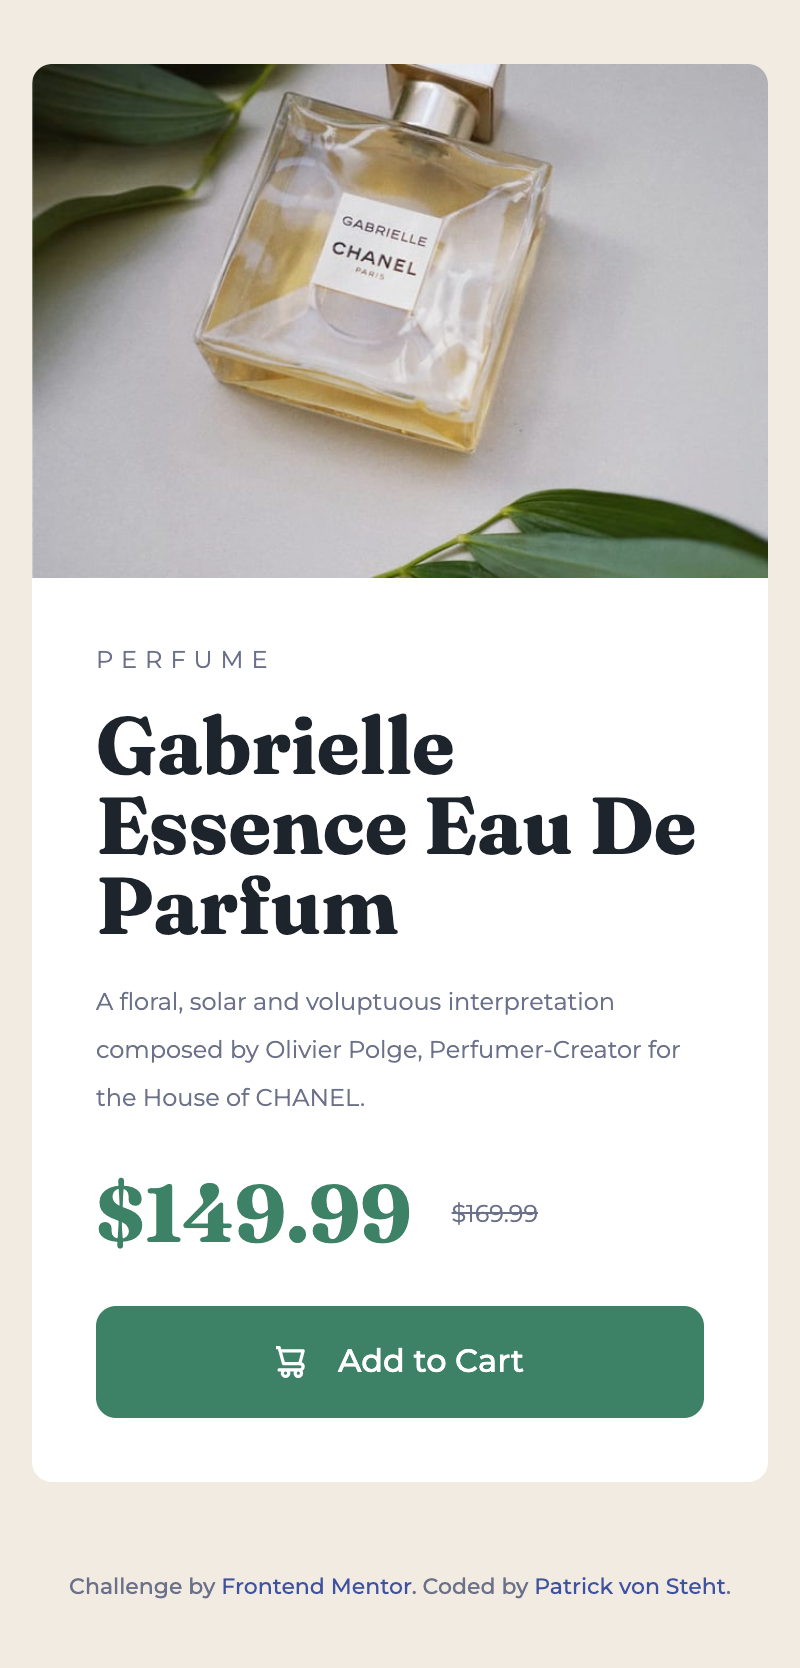 GABRIELLE
CHANEL
PARIS
PERFUME
Gabrielle
Essence Eau De
Parfum
A floral, solar and voluptuous interpretation
composed by Olivier Polge, Perfumer-Creator for
the House of CHANEL.
$149.99 $169.99
Add to Cart
Challenge by Frontend Mentor. Coded by Patrick von Steht.